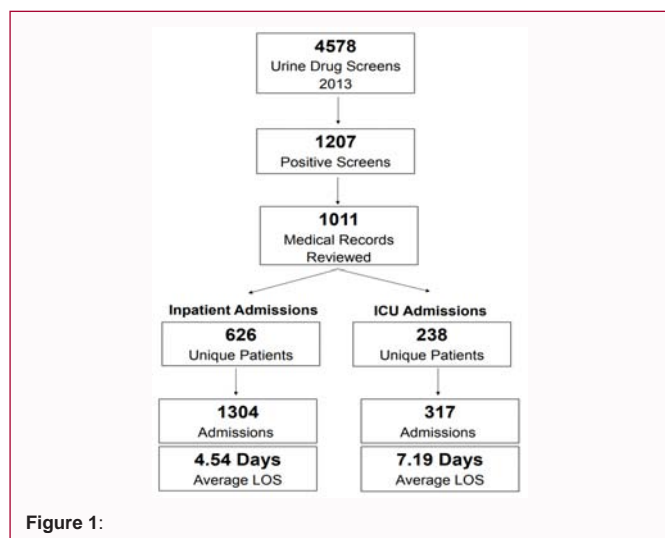 4578
Urine Drug Screens
2013
1207
Positive Screens
1011
Medical Records
Reviewed
Inpatient Admissions
626
Unique Patients
1304
Admissions
4.54 Days
Average LOS
ICU Admissions
238
Unique Patients
317
Admissions
7.19 Days
Average LOS
Figure 1: